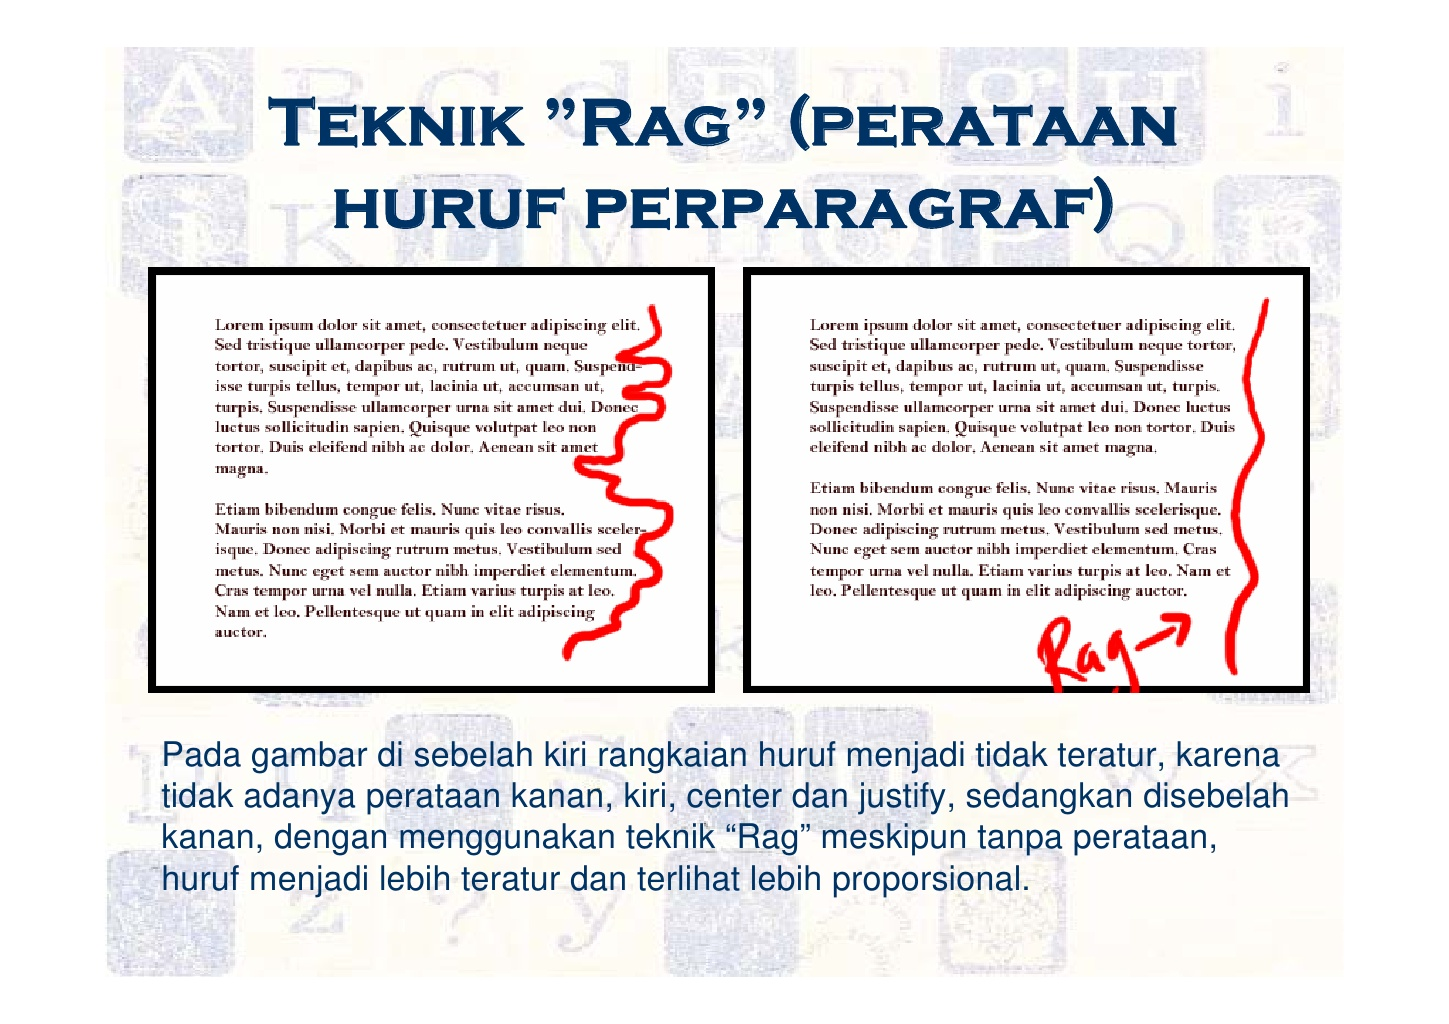 Teknik ”Rag” (perataan
huruf perparagraf)
Lorem ipsum dolor sit amet, consectetuer adipiscing elit.
Sed tristique ullamcorper pede. Vestibulum neque
tortor, suscipit et, dapibus ac, rutrum ut, quam. Suspend-
isse turpis tellus, tempor ut, lacinia ut, accumsan ut,
turpis. Suspendisse ullamcorper urna sit amet dui. Donec
luctus sollicitudin sapien. Quisque volutpat leo non
tortor. Duis eleifend nibh ac dolor. Aenean sit amet
magna.
Etiam bibendum congue felis. Nunc vitae risus.
Mauris non nisi. Morbi et mauris quis leo convallis sceler-
isque. Donec adipiscing rutrum metus. Vestibulum sed
metus. Nunc eget sem auctor nibh imperdiet elementum.
Cras tempor urna vel nulla. Etiam varius turpis at leo.
Nam et leo. Pellentesque ut quam in elit adipiscing
auctor.
Lorem ipsum dolor sit amet, consectetuer adipiscing elit.
Sed tristique ullamcorper pede. Vestibulum neque tortor,
suscipit et, dapibus ac, rutrum ut, quam. Suspendisse
turpis tellus, tempor ut, lacinia ut, accumsan ut, turpis.
Suspendisse ullamcorper urna sit amet dui. Donec luctus
sollicitudin sapien. Quisque volutpat leo non tortor. Duis
eleifend nibh ac dolor. Aenean sit amet magna.
Etiam bibendum congue felis. Nunc vitae risus. Mauris
non nisi. Morbi et mauris quis leo convallis scelerisque.
Donec adipiscing rutrum metus. Vestibulum sed metus.
Nunc eget sem auctor nibh imperdiet elementum. Cras
tempor urna vel nulla. Etiam varius turpis at leo. Nam et
leo. Pellentesque ut quam in elit adipiscing auctor.
Rag→
Pada gambar di sebelah kiri rangkaian huruf menjadi tidak teratur, karena
tidak adanya perataan kanan, kiri, center dan justify, sedangkan disebelah
kanan, dengan menggunakan teknik “Rag” meskipun tanpa perataan,
huruf menjadi lebih teratur dan terlihat lebih proporsional.